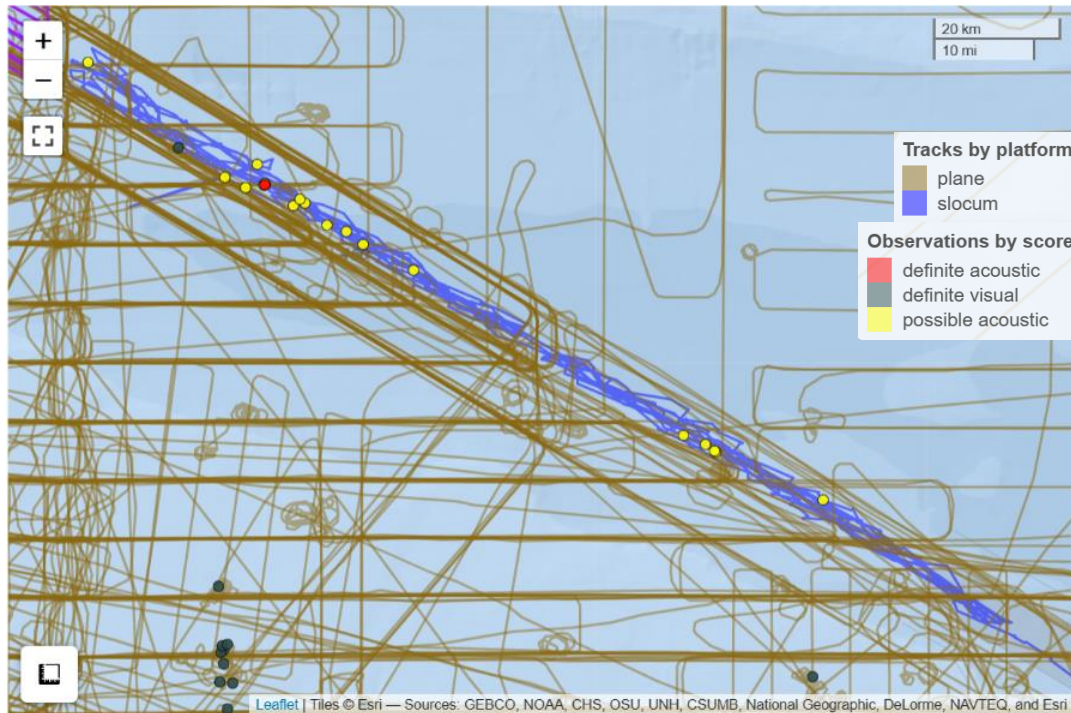 +
−
20 km
10 mi
Tracks by platform
plane
slocum
Observations by score
definite acoustic
definite visual
possible acoustic
Leaflet | Tiles © Esri — Sources: GEBCO, NOAA, CHS, OSU, UNH, CSUMB, National Geographic, DeLorme, NAVTEQ, and Esri